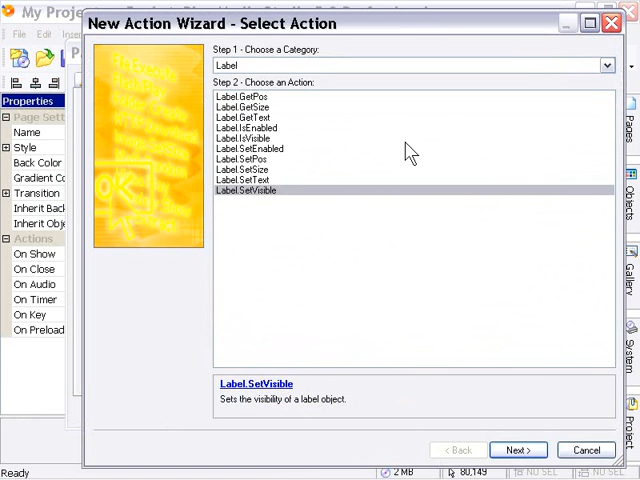 My Proje
New Action Wizard - Select Action
File Edit Inser
Step 1 - Choose a Category:
Label
Step 2 - Choose an Action:
Label.GetPos
Label.GetSize
Label.GetText
Label.IsEnabled
Label.IsVisible
Label.SetEnabled
Label.SetPos
Label.SetSize
Label.SetText
Label.SetVisible
Label.SetVisible
Sets the visibility of a label object.
< Back
Next >
Cancel
Properties
Page Sett
Name
Style
Back Color
Gradient C
Transition
Inherit Back
Inherit Obje
Actions
On Show
On Close
On Audio
On Timer
On Key
On Preload
OK
Pages
Objects
Gallery
System
Project
Ready
2 MB
80,149
NO SEL
NO SEL